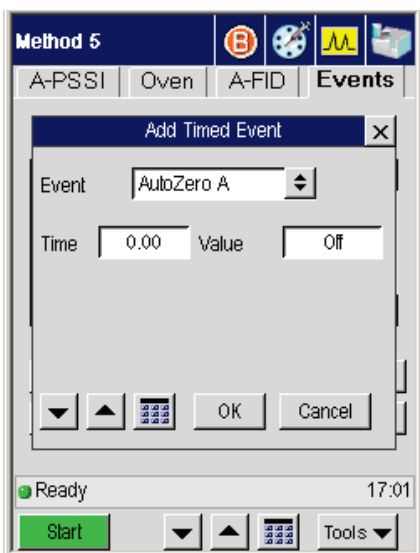 Method 5 B
A-PSSI Oven A-FID Events
Add Timed Event X
Event AutoZero A
Time 0.00 Value Off
OK Cancel
Ready 17:01
Start Tools